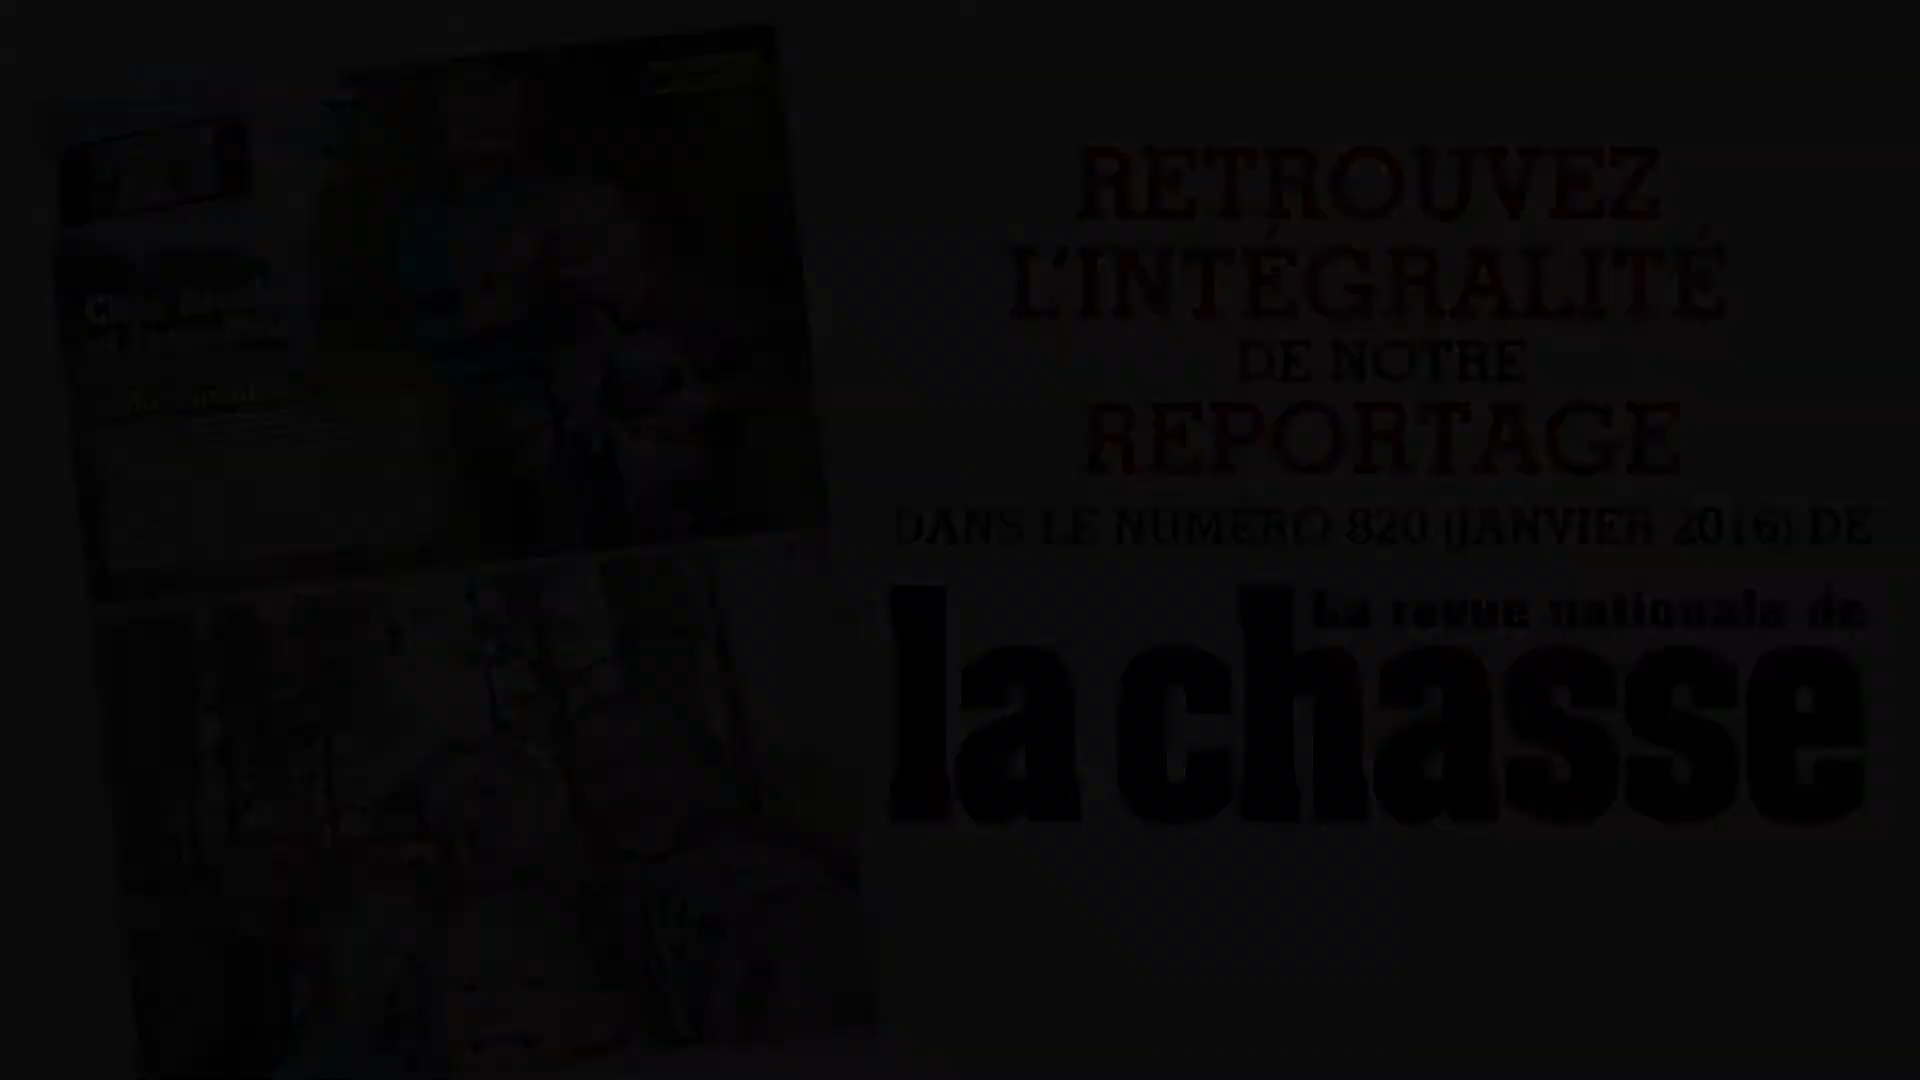 RETROUVEZ
L'INTÉGRALITÉ
DE NOTRE
REPORTAGE
DANS LE NUMÉRO 820 (JANVIER 2016) DE
La revue nationale de
la chasse